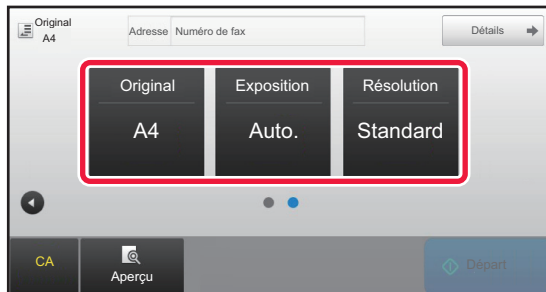 Original
A4
Adresse Numéro de fax
Détails
Original Exposition Résolution
A4 Auto. Standard
CA
Aperçu
Départ